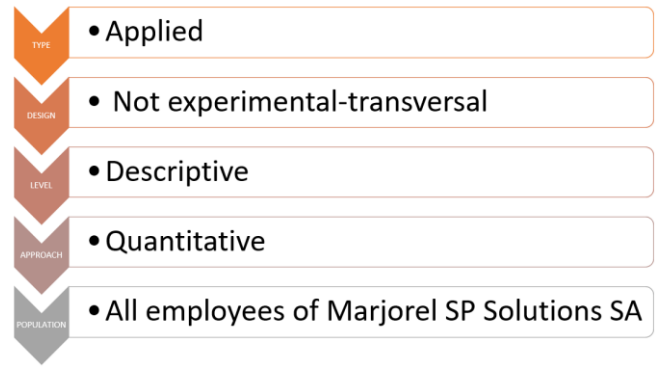 TYPE
• Applied
DESIGN
• Not experimental-transversal
LEVEL
• Descriptive
APPROACH
• Quantitative
POPULATION
• All employees of Marjorel SP Solutions SA